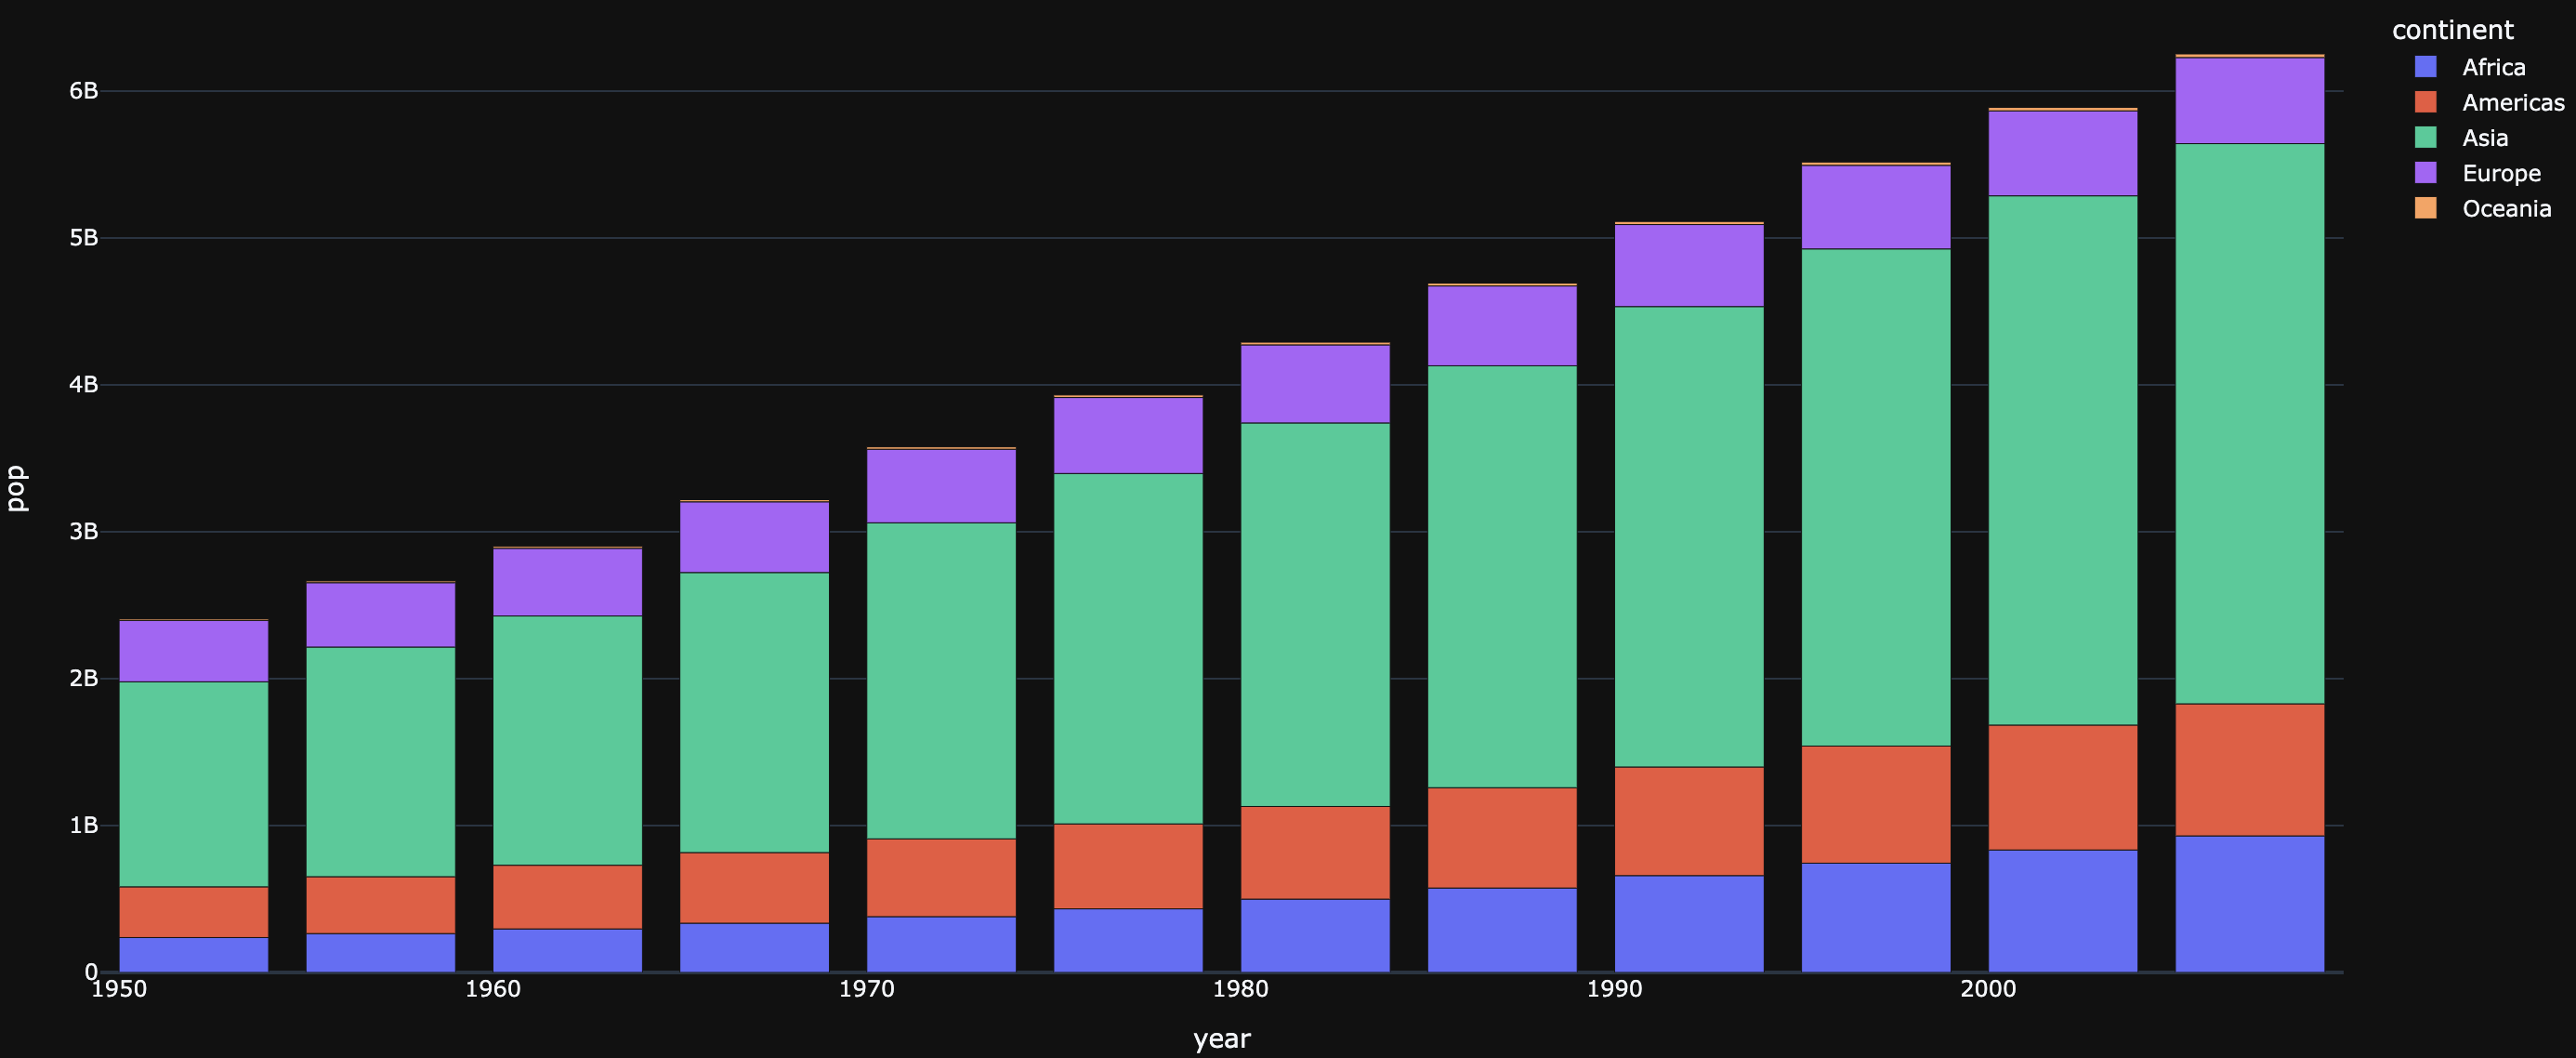 continent
Africa
Americas
Asia
Europe
Oceania
6B
5B
4B
3B
2B
1B
0
pop
1950 1960 1970 1980 1990 2000
year